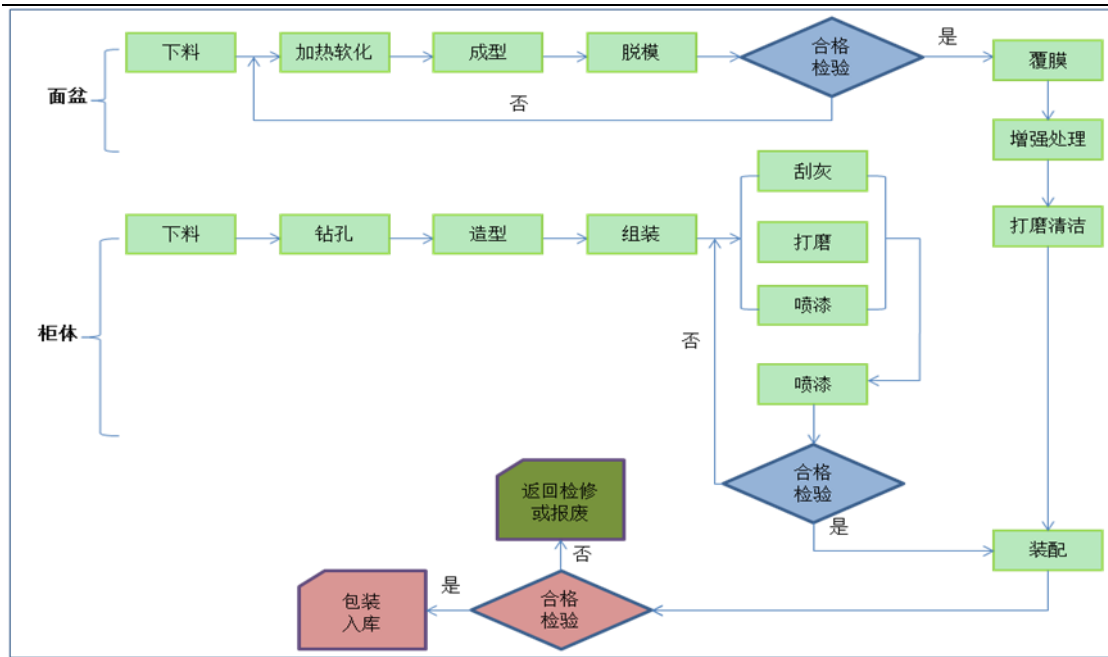 下料
加热软化
成型
脱模
合格
检验
是
覆膜
面盆
否
增强处理
刮灰
下料
钻孔
造型
组装
打磨
打磨清洁
喷漆
柜体
否
喷漆
合格
检验
返回检修
或报废
是
装配
否
包装
入库
是
合格
检验